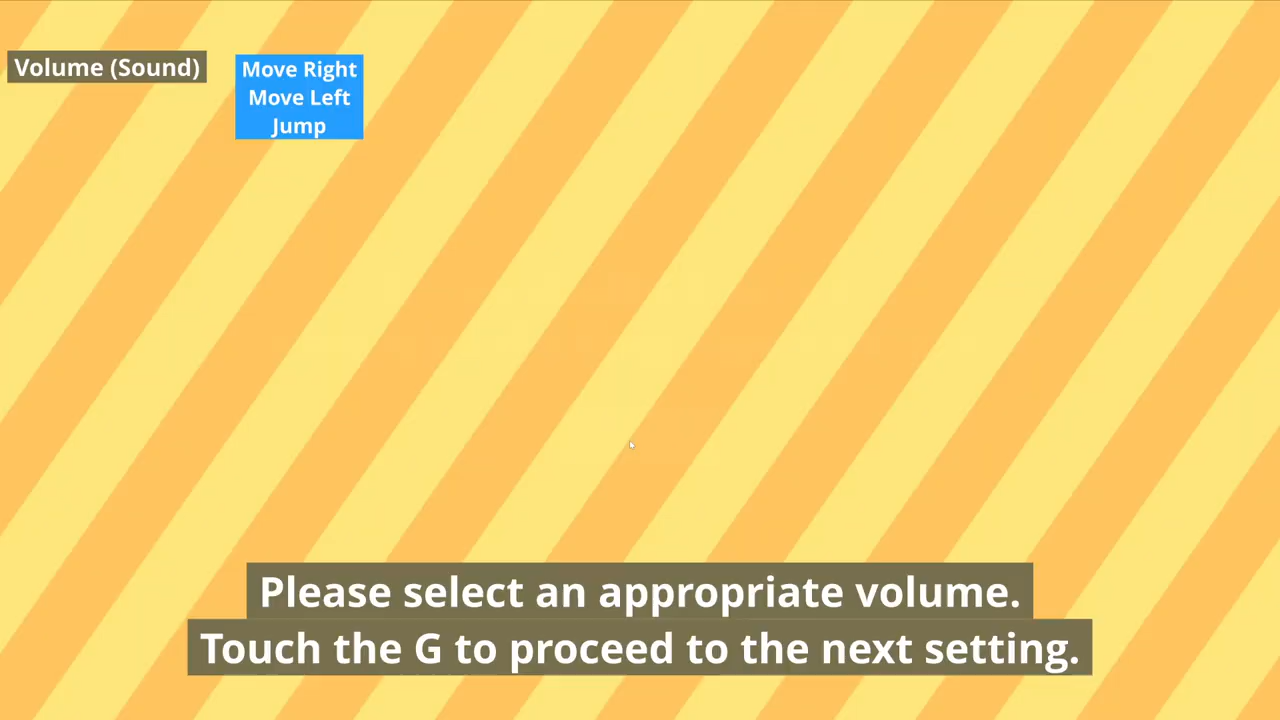 Volume (Sound)
Move Right
Move Left
Jump
Please select an appropriate volume.
Touch the G to proceed to the next setting.